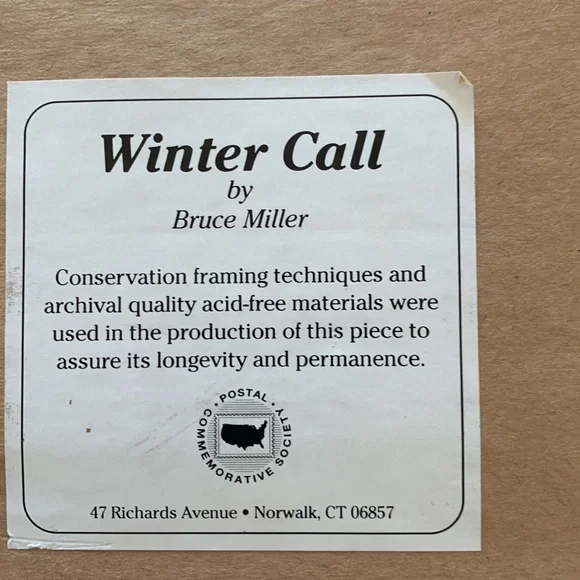 Winter Call
by
Bruce Miller
Conservation framing techniques and
archival quality acid-free materials were
used in the production of this piece to
assure its longevity and permanence.
• POSTAL •
COMMEMORATIVE SOCIETY
47 Richards Avenue • Norwalk, CT 06857